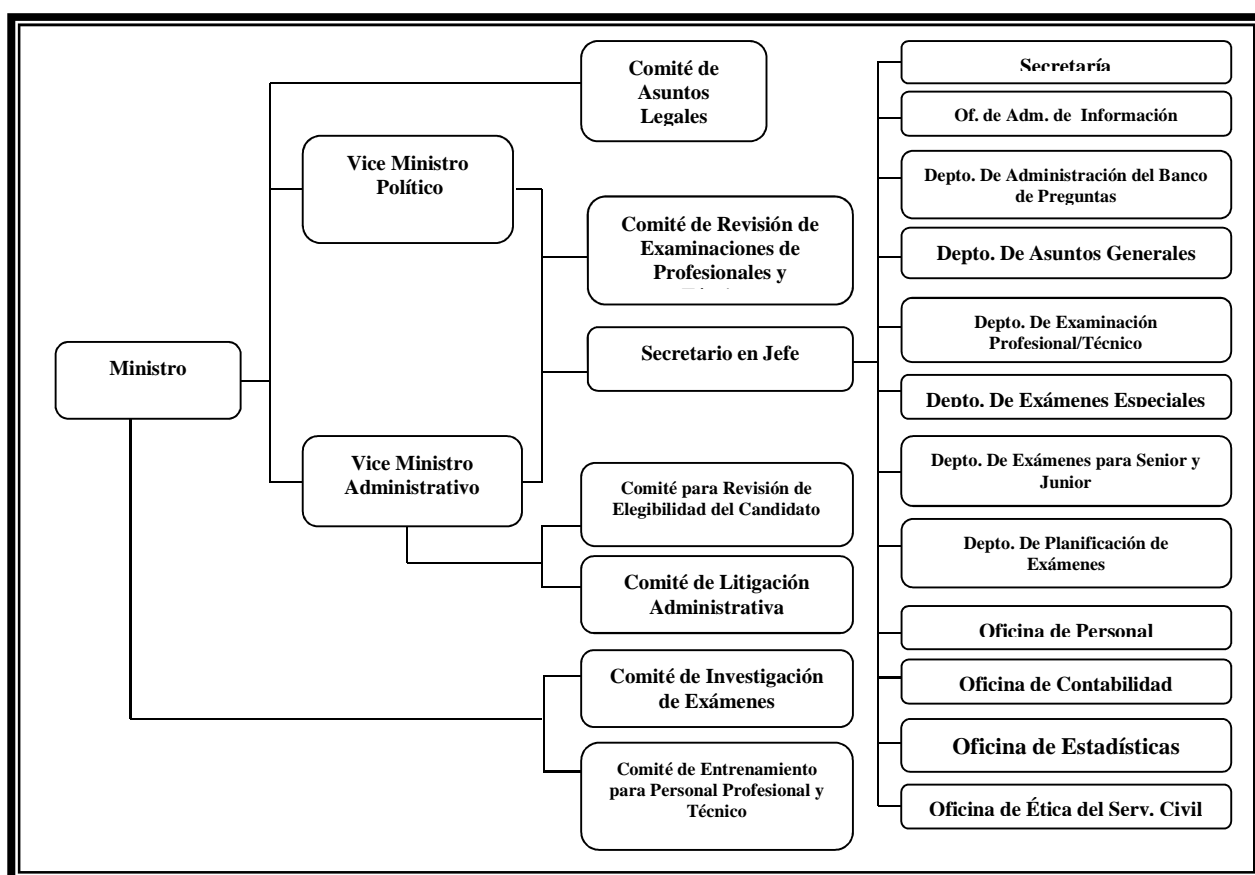 Comité de
Asuntos
Legales
Vice Ministro
Político
Comité de Revisión de
Examinaciones de
Profesionales y
Ministro
Secretario en Jefe
Vice Ministro
Administrativo
Comité para Revisión de
Elegibilidad del Candidato
Comité de Litigación
Administrativa
Comité de Investigación
de Exámenes
Comité de Entrenamiento
para Personal Profesional y
Técnico
Secretaría
Of. de Adm. de Información
Depto. De Administración del Banco
de Preguntas
Depto. De Asuntos Generales
Depto. De Examinación
Profesional/Técnico
Depto. De Exámenes Especiales
Depto. De Exámenes para Senior y
Junior
Depto. De Planificación de
Exámenes
Oficina de Personal
Oficina de Contabilidad
Oficina de Estadísticas
Oficina de Ética del Serv. Civil